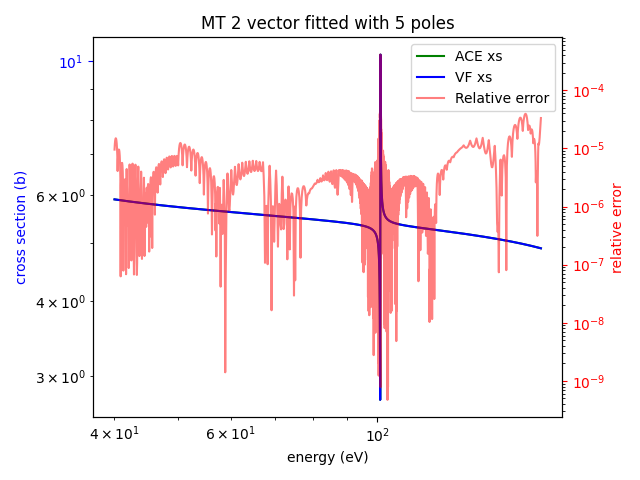 MT 2 vector fitted with 5 poles
ACE xs
VF xs
Relative error
10¹
6 × 10⁰
4 × 10⁰
3 × 10⁰
cross section (b)
10⁻⁴
10⁻⁵
10⁻⁶
10⁻⁷
10⁻⁸
10⁻⁹
relative error
4 × 10¹
6 × 10¹
10²
energy (eV)